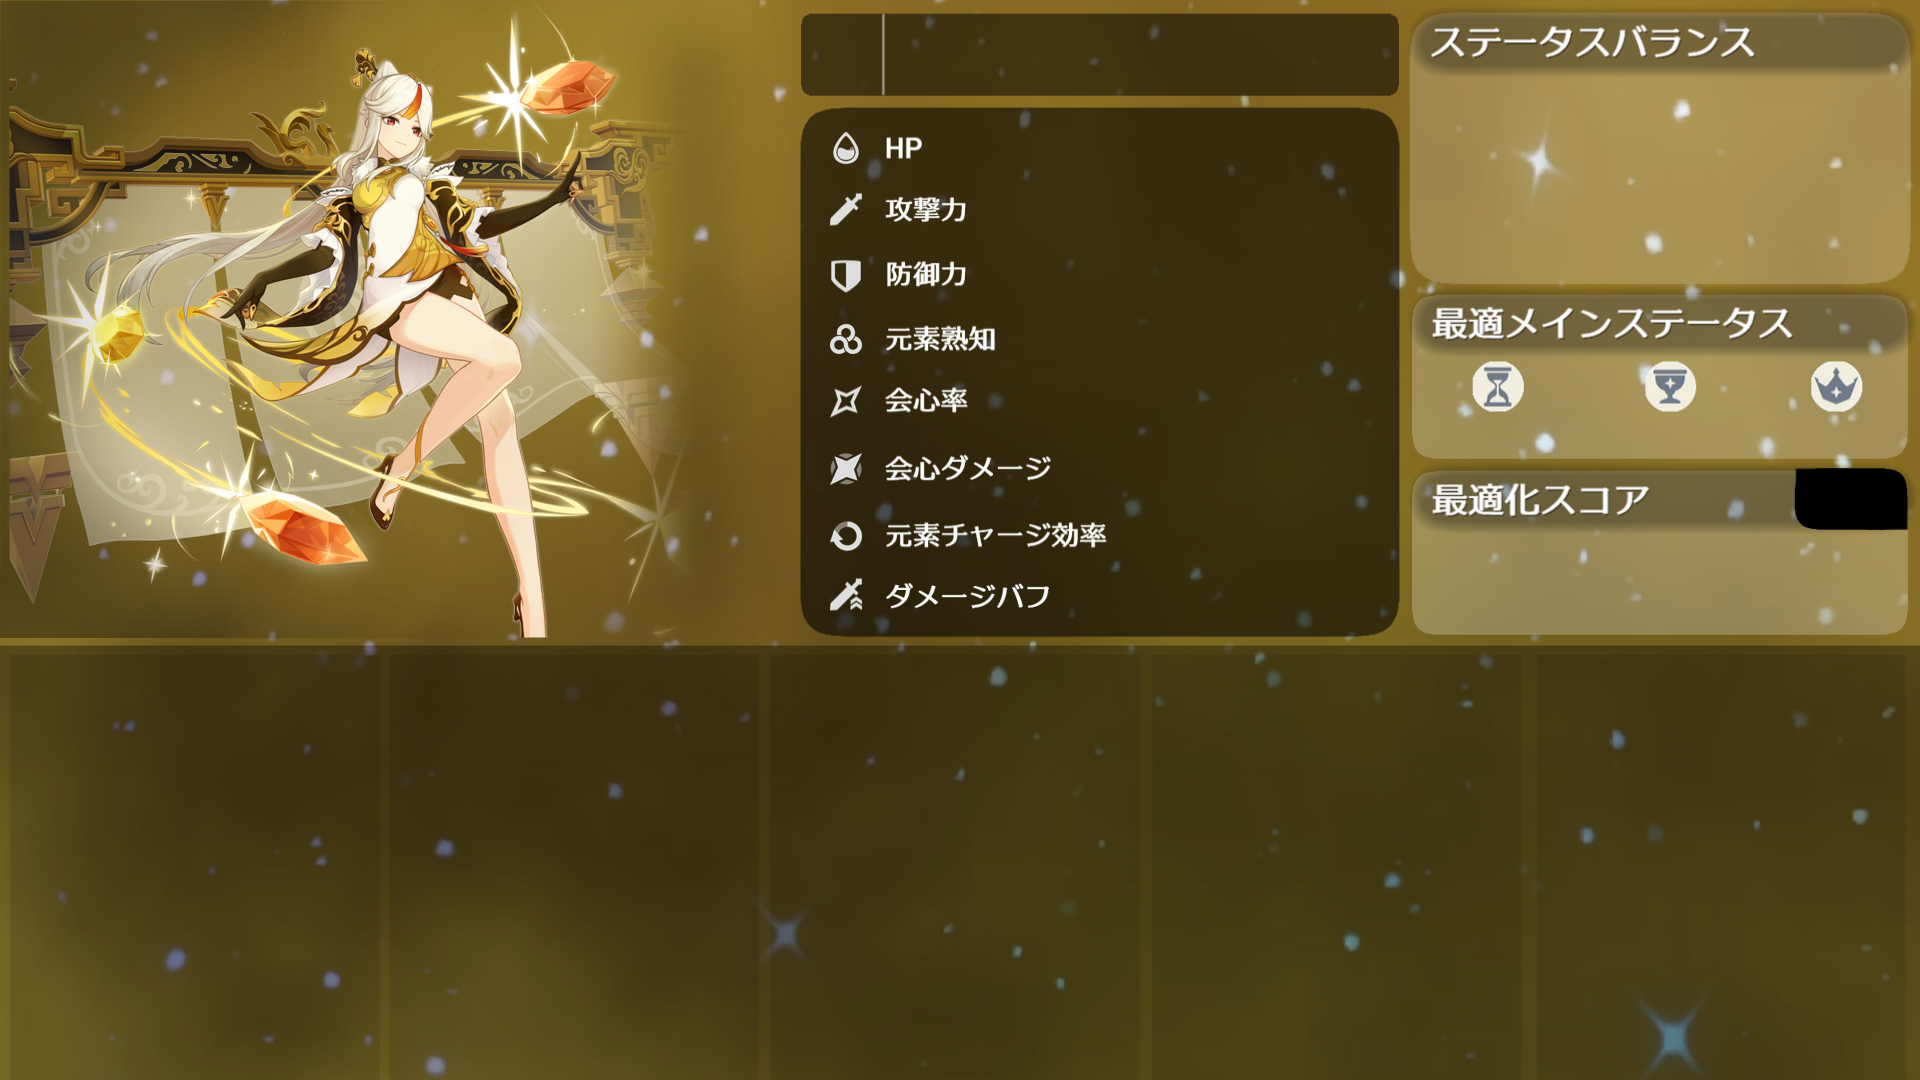 HP
攻撃力
防御力
元素熟知
会心率
会心ダメージ
元素チャージ効率
ダメージバフ
ステータスバランス
最適メインステータス
最適化スコア